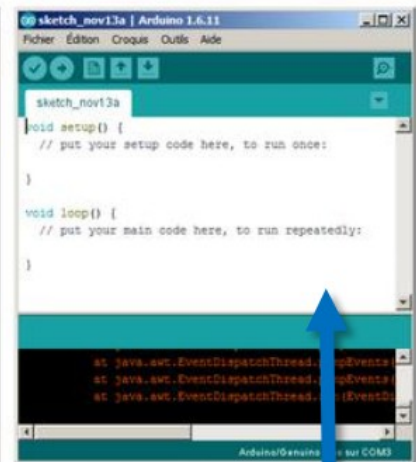 sketch_nov13a | Arduino 1.6.11
Fichier Édition Croquis Outils Aide
sketch_nov13a
void setup() {
// put your setup code here, to run once:
}
void loop() {
// put your main code here, to run repeatedly:
}
at java.awt.EventDispatchThread.
at java.awt.EventDispatchThread.
at java.awt.EventDispatchThread.
Arduino/Genuino sur COM3